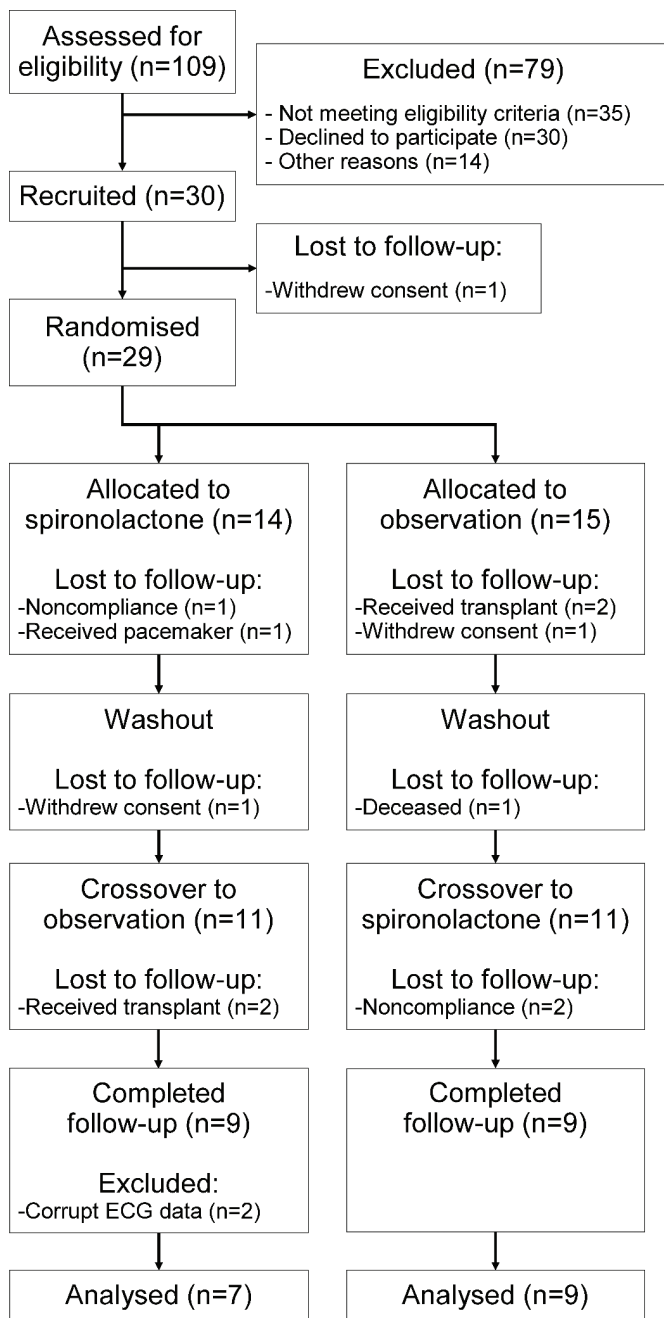 Assessed for
eligibility (n=109)
Excluded (n=79)
- Not meeting eligibility criteria (n=35)
- Declined to participate (n=30)
- Other reasons (n=14)
Recruited (n=30)
Lost to follow-up:
-Withdrew consent (n=1)
Randomised
(n=29)
Allocated to
spironolactone (n=14)
Lost to follow-up:
-Noncompliance (n=1)
-Received pacemaker (n=1)
Allocated to
observation (n=15)
Lost to follow-up:
-Received transplant (n=2)
-Withdrew consent (n=1)
Washout
Lost to follow-up:
-Withdrew consent (n=1)
Washout
Lost to follow-up:
-Deceased (n=1)
Crossover to
observation (n=11)
Lost to follow-up:
-Received transplant (n=2)
Crossover to
spironolactone (n=11)
Lost to follow-up:
-Noncompliance (n=2)
Completed
follow-up (n=9)
Excluded:
-Corrupt ECG data (n=2)
Completed
follow-up (n=9)
Analysed (n=7)
Analysed (n=9)